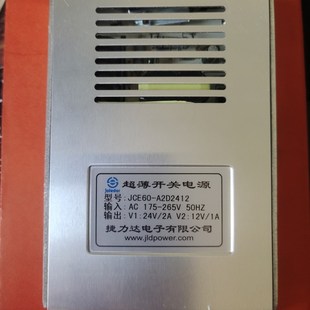 超薄开关电源
型号: JCE60-A2D2412
输入: AC 175-265V 50HZ
输出: V1:24V/2A V2:12V/1A
捷力达电子有限公司
www.jldpower.com